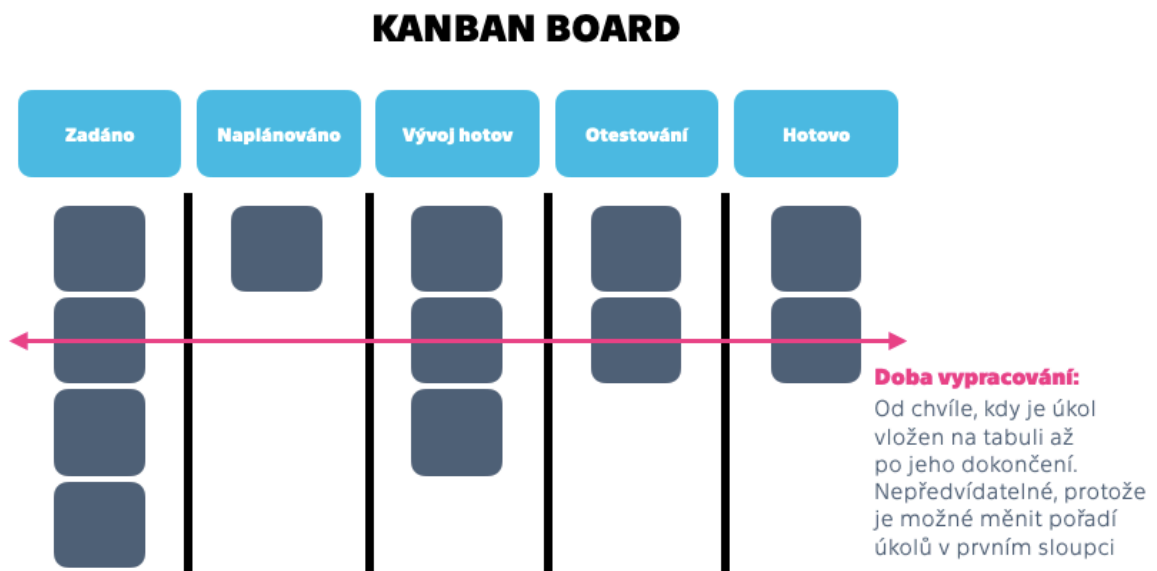 KANBAN BOARD
Zadáno
Naplánováno
Vývoj hotov
Otestování
Hotovo
Doba vypracování:
Od chvíle, kdy je úkol
vložen na tabuli až
po jeho dokončení.
Nepředvídatelné, protože
je možné měnit pořadí
úkolů v prvním sloupci